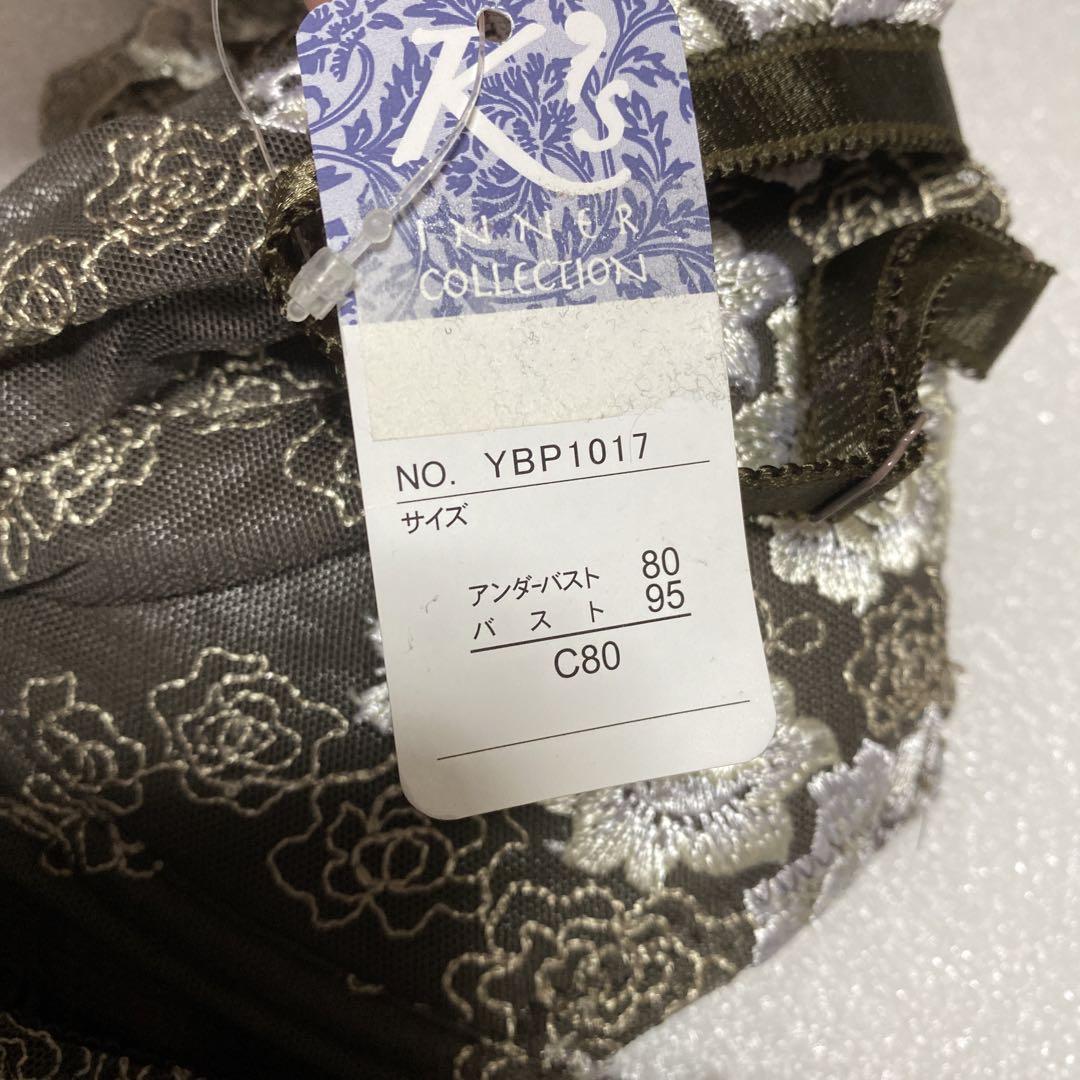 K's
INNER
COLLECTION
NO. YBP1017
サイズ
アンダーバスト 80
バスト 95
C80